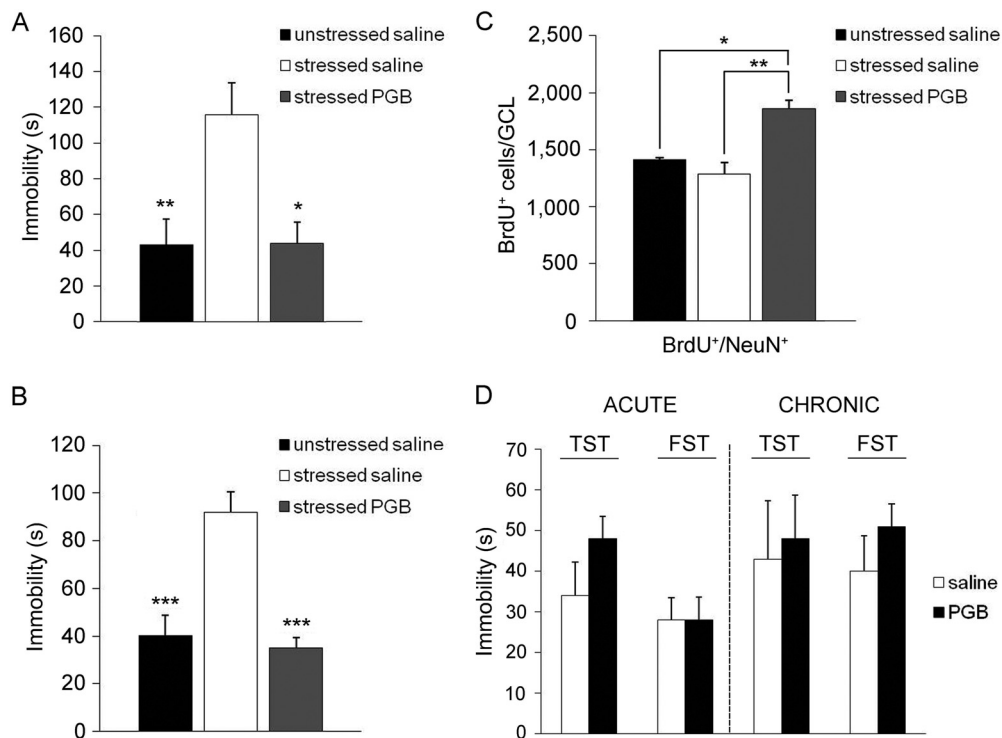 A
160
140
120
100
80
60
40
20
0
Immobility (s)
unstressed saline
stressed saline
stressed PGB
**
*
C
2,500
2,000
1,500
1,000
500
0
BrdU⁺ cells/GCL
unstressed saline
stressed saline
stressed PGB
*
**
BrdU⁺/NeuN⁺
B
120
100
80
60
40
20
0
Immobility (s)
unstressed saline
stressed saline
stressed PGB
***
***
D
ACUTE
CHRONIC
TST
FST
TST
FST
70
60
50
40
30
20
10
0
Immobility (s)
saline
PGB